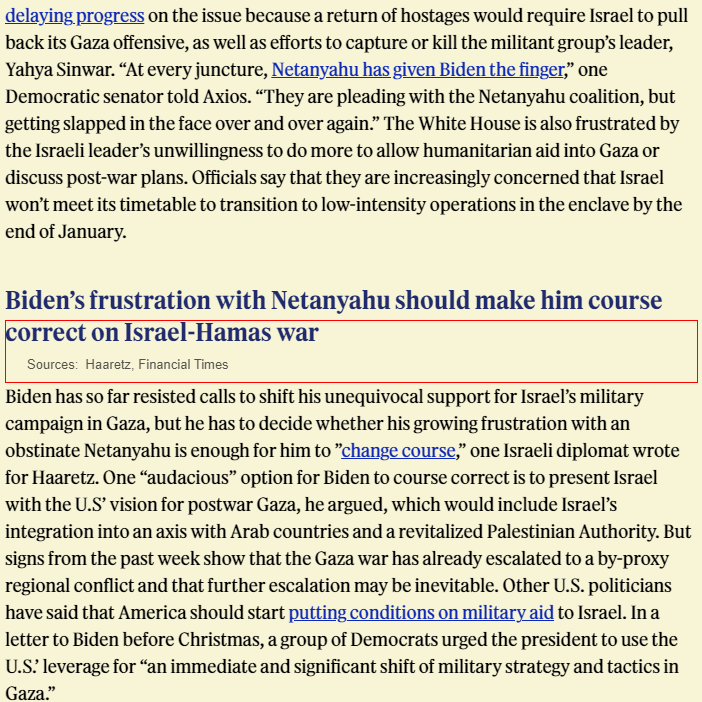 delaying progress on the issue because a return of hostages would require Israel to pull
back its Gaza offensive, as well as efforts to capture or kill the militant group’s leader,
Yahya Sinwar. “At every juncture, Netanyahu has given Biden the finger,” one
Democratic senator told Axios. “They are pleading with the Netanyahu coalition, but
getting slapped in the face over and over again.” The White House is also frustrated by
the Israeli leader’s unwillingness to do more to allow humanitarian aid into Gaza or
discuss post-war plans. Officials say that they are increasingly concerned that Israel
won’t meet its timetable to transition to low-intensity operations in the enclave by the
end of January.
Biden’s frustration with Netanyahu should make him course
correct on Israel-Hamas war
Sources: Haaretz, Financial Times
Biden has so far resisted calls to shift his unequivocal support for Israel’s military
campaign in Gaza, but he has to decide whether his growing frustration with an
obstinate Netanyahu is enough for him to ”change course,” one Israeli diplomat wrote
for Haaretz. One “audacious” option for Biden to course correct is to present Israel
with the U.S’ vision for postwar Gaza, he argued, which would include Israel’s
integration into an axis with Arab countries and a revitalized Palestinian Authority. But
signs from the past week show that the Gaza war has already escalated to a by-proxy
regional conflict and that further escalation may be inevitable. Other U.S. politicians
have said that America should start putting conditions on military aid to Israel. In a
letter to Biden before Christmas, a group of Democrats urged the president to use the
U.S.’ leverage for “an immediate and significant shift of military strategy and tactics in
Gaza.”